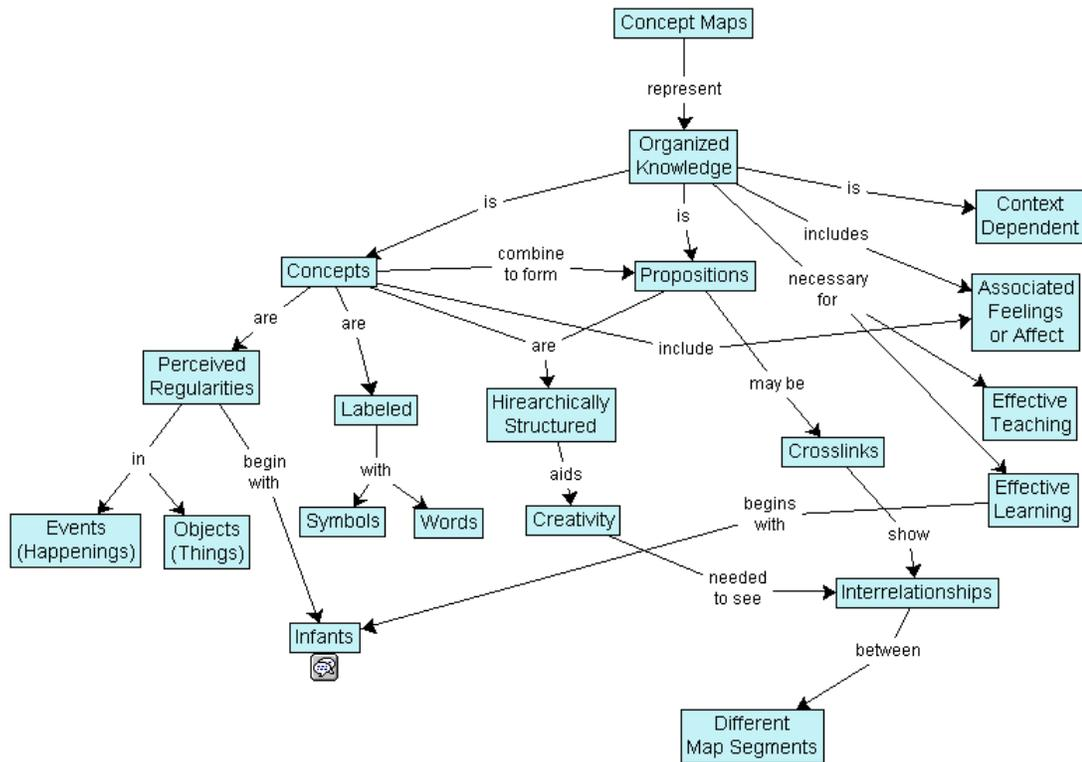 Concept Maps
represent
Organized
Knowledge
is
is
is
Context
Dependent
includes
combine
to form
necessary
for
Concepts
Propositions
Associated
Feelings
or Affect
are
are
are
include
Perceived
Regularities
may be
Labeled
Hirearchically
Structured
Effective
Teaching
Crosslinks
in
begin
with
with
aids
Effective
Learning
begins
with
Events
(Happenings)
Objects
(Things)
Symbols
Words
Creativity
show
needed
to see
Interrelationships
Infants
between
Different
Map Segments